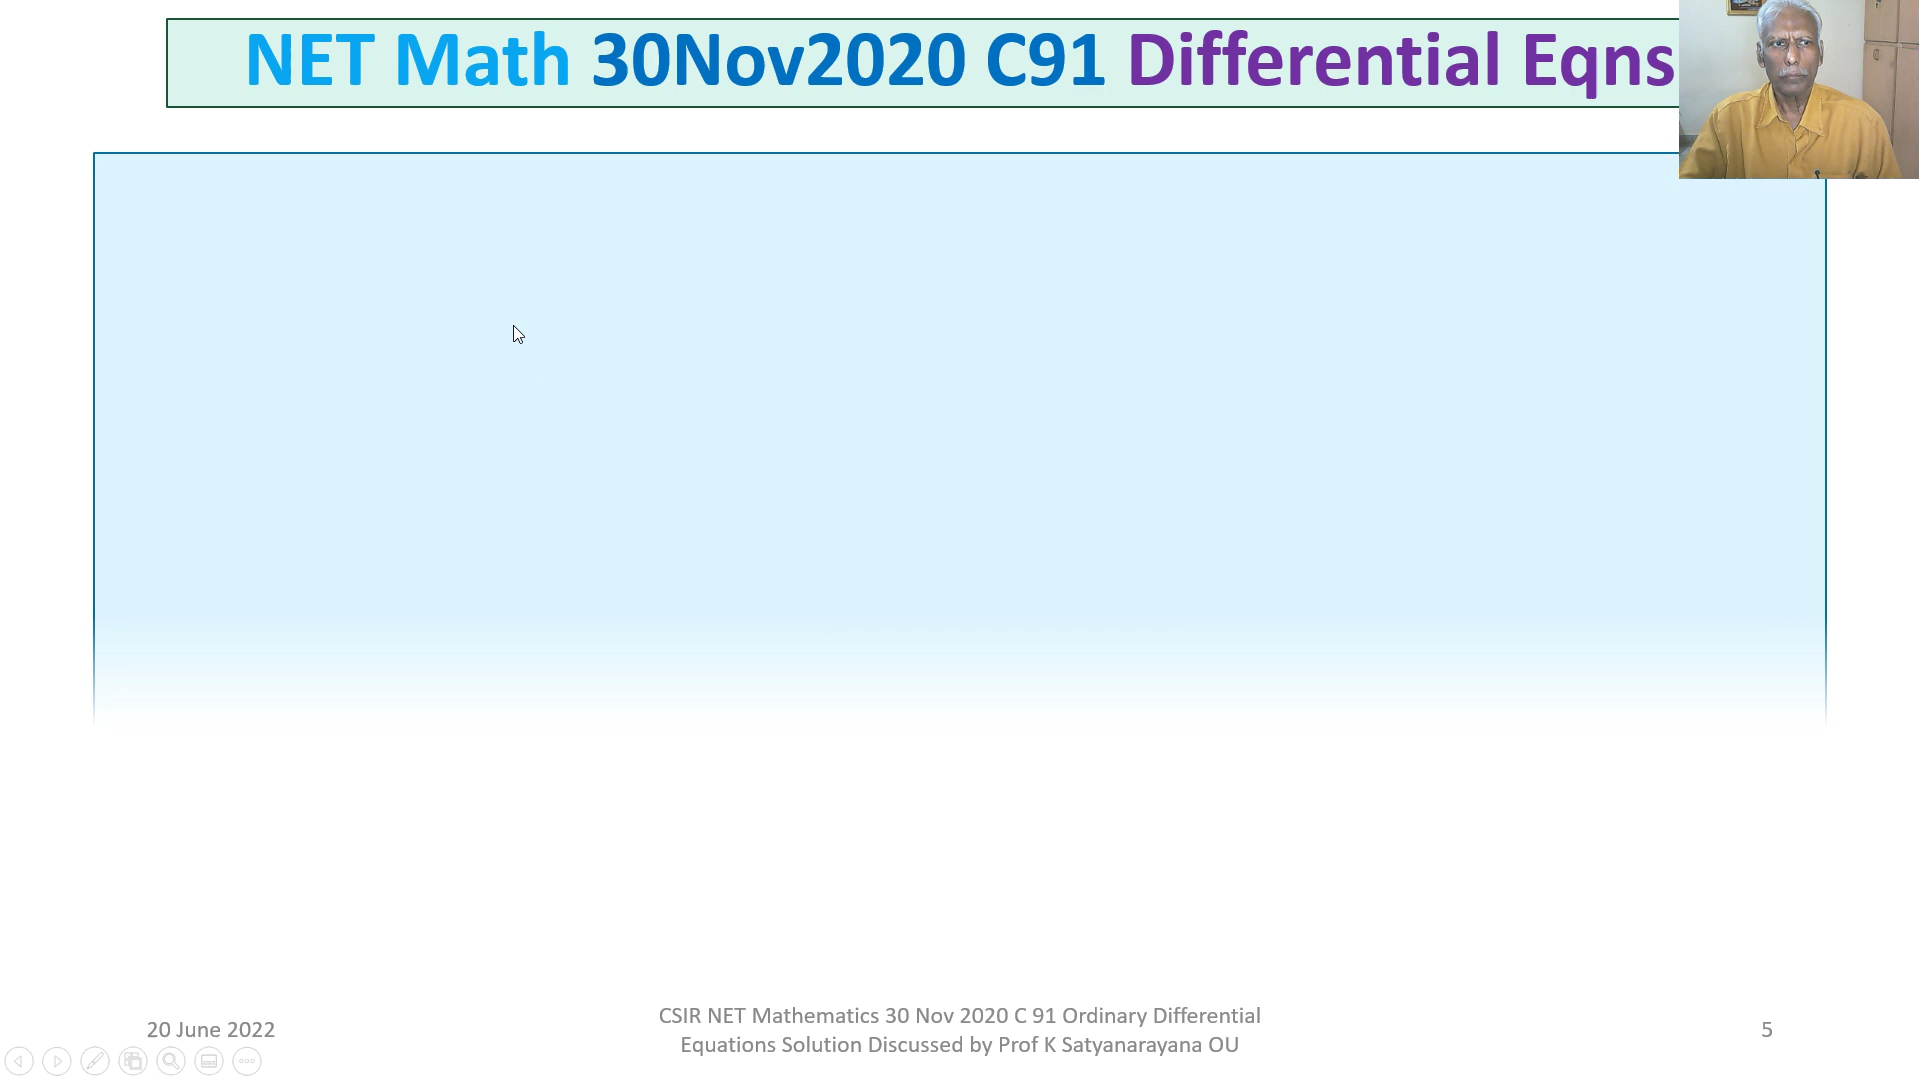 NET Math 30Nov2020 C91 Differential Eqns
20 June 2022
CSIR NET Mathematics 30 Nov 2020 C 91 Ordinary Differential
Equations Solution Discussed by Prof K Satyanarayana OU
5